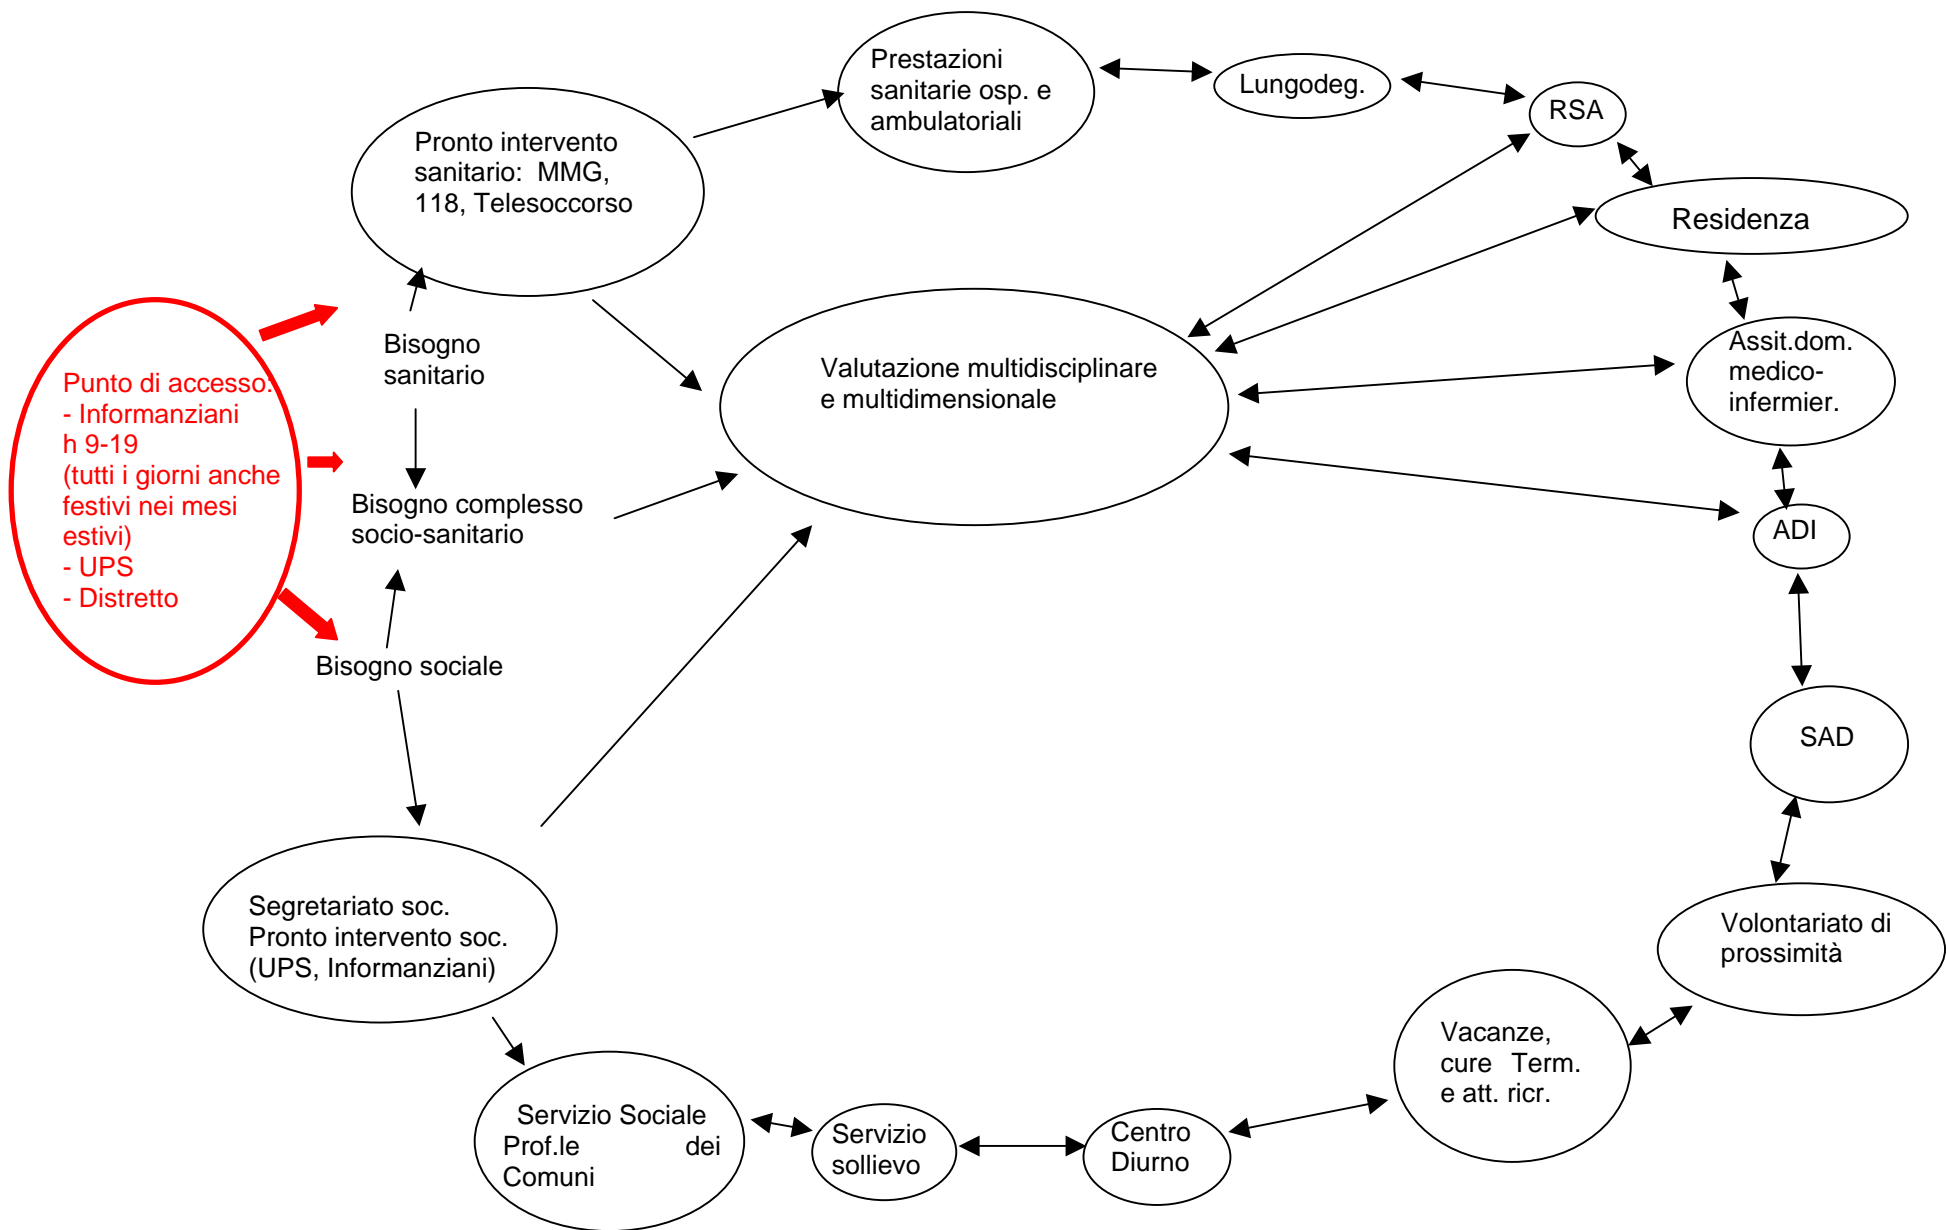 Prestazioni
sanitarie osp. e
ambulatoriali
Lungodeg.
RSA
Pronto intervento
sanitario:  MMG,
118, Telesoccorso
Residenza
Bisogno
sanitario
Punto di accesso:
- Informanziani
h 9-19
(tutti i giorni anche
festivi nei mesi
estivi)
- UPS
- Distretto
Valutazione multidisciplinare
e multidimensionale
Assit.dom.
medico-
infermier.
Bisogno complesso
socio-sanitario
ADI
Bisogno sociale
SAD
Segretariato soc.
Pronto intervento soc.
(UPS, Informanziani)
Volontariato di
prossimità
Vacanze,
cure Term.
e att. ricr.
Servizio Sociale
Prof.le dei
Comuni
Servizio
sollievo
Centro
Diurno